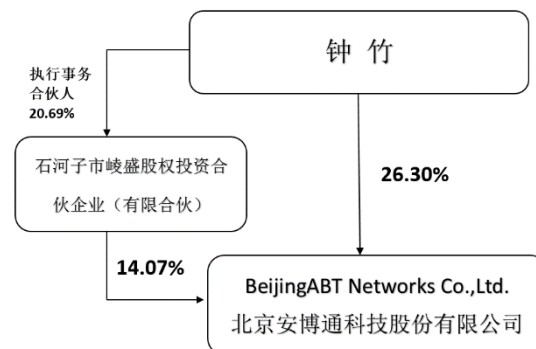 钟 竹
执行事务
合伙人
20.69%
石河子市崚盛股权投资合
伙企业（有限合伙）
26.30%
14.07%
BeijingABT Networks Co.,Ltd.
北京安博通科技股份有限公司